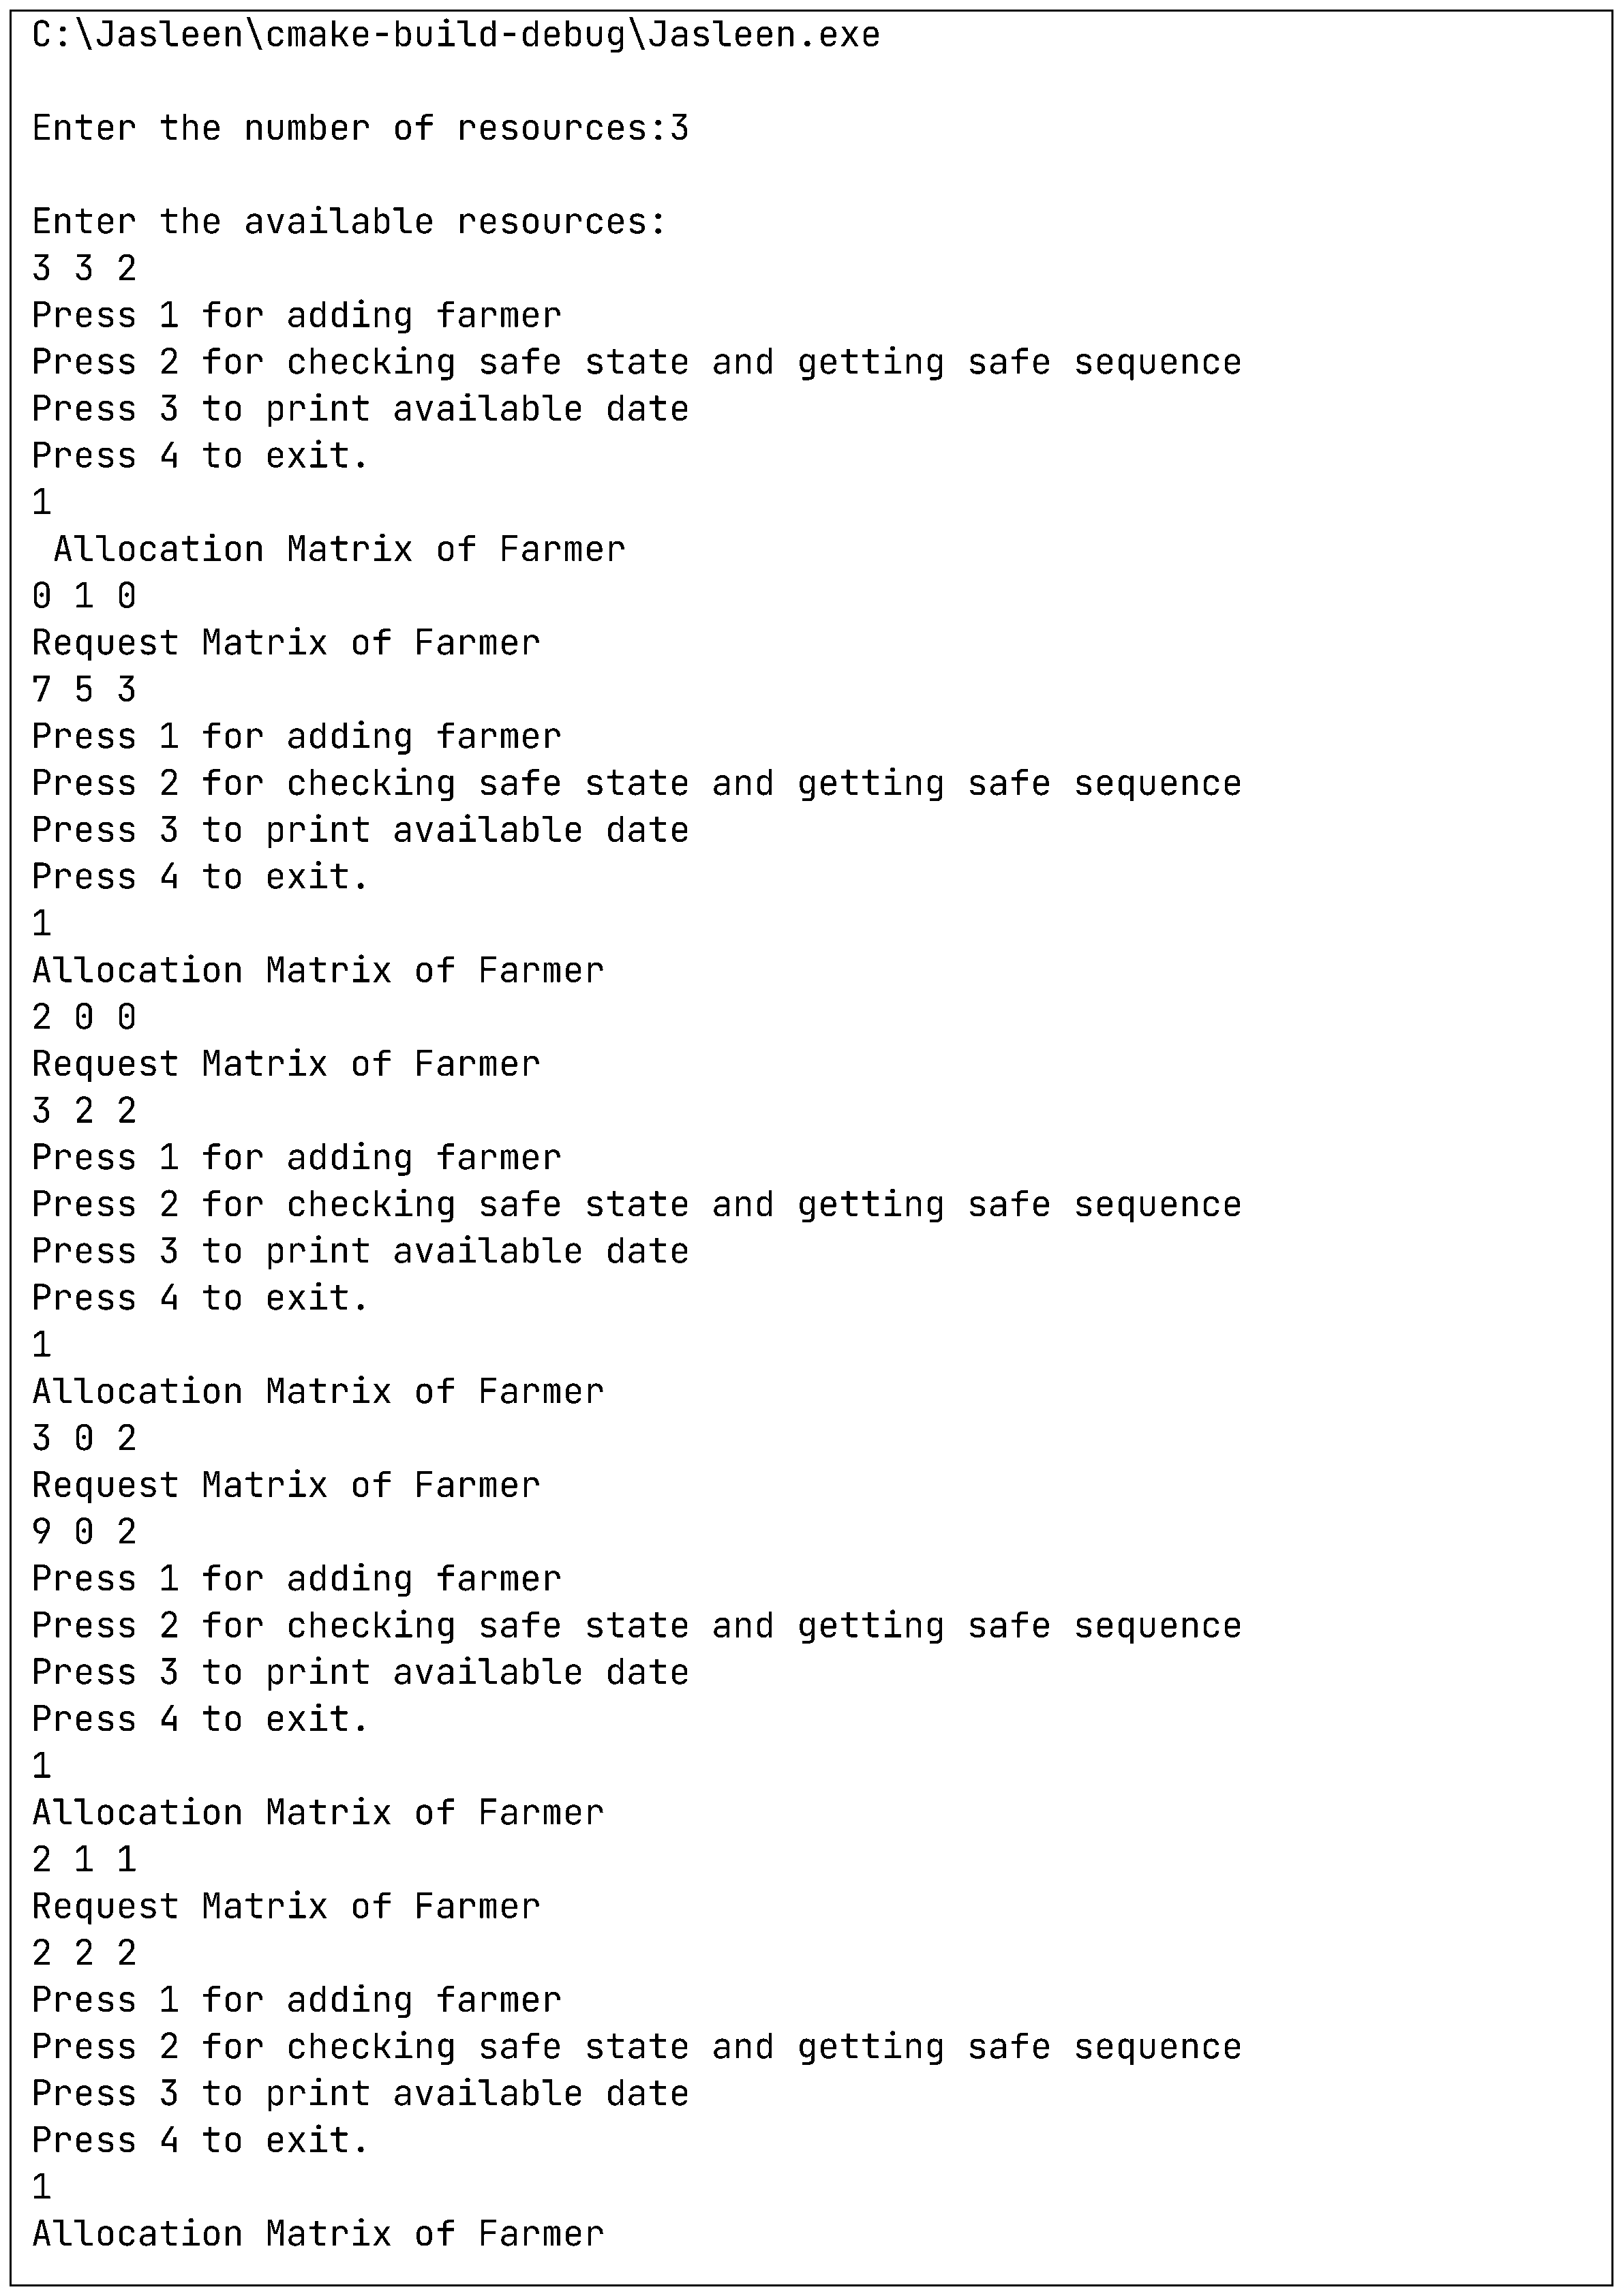 C:\Jasleen\cmake-build-debug\Jasleen.exe
Enter the number of resources:3
Enter the available resources:
3 3 2
Press 1 for adding farmer
Press 2 for checking safe state and getting safe sequence
Press 3 to print available date
Press 4 to exit.
1
Allocation Matrix of Farmer
0 1 0
Request Matrix of Farmer
7 5 3
Press 1 for adding farmer
Press 2 for checking safe state and getting safe sequence
Press 3 to print available date
Press 4 to exit.
1
Allocation Matrix of Farmer
2 0 0
Request Matrix of Farmer
3 2 2
Press 1 for adding farmer
Press 2 for checking safe state and getting safe sequence
Press 3 to print available date
Press 4 to exit.
1
Allocation Matrix of Farmer
3 0 2
Request Matrix of Farmer
9 0 2
Press 1 for adding farmer
Press 2 for checking safe state and getting safe sequence
Press 3 to print available date
Press 4 to exit.
1
Allocation Matrix of Farmer
2 1 1
Request Matrix of Farmer
2 2 2
Press 1 for adding farmer
Press 2 for checking safe state and getting safe sequence
Press 3 to print available date
Press 4 to exit.
1
Allocation Matrix of Farmer